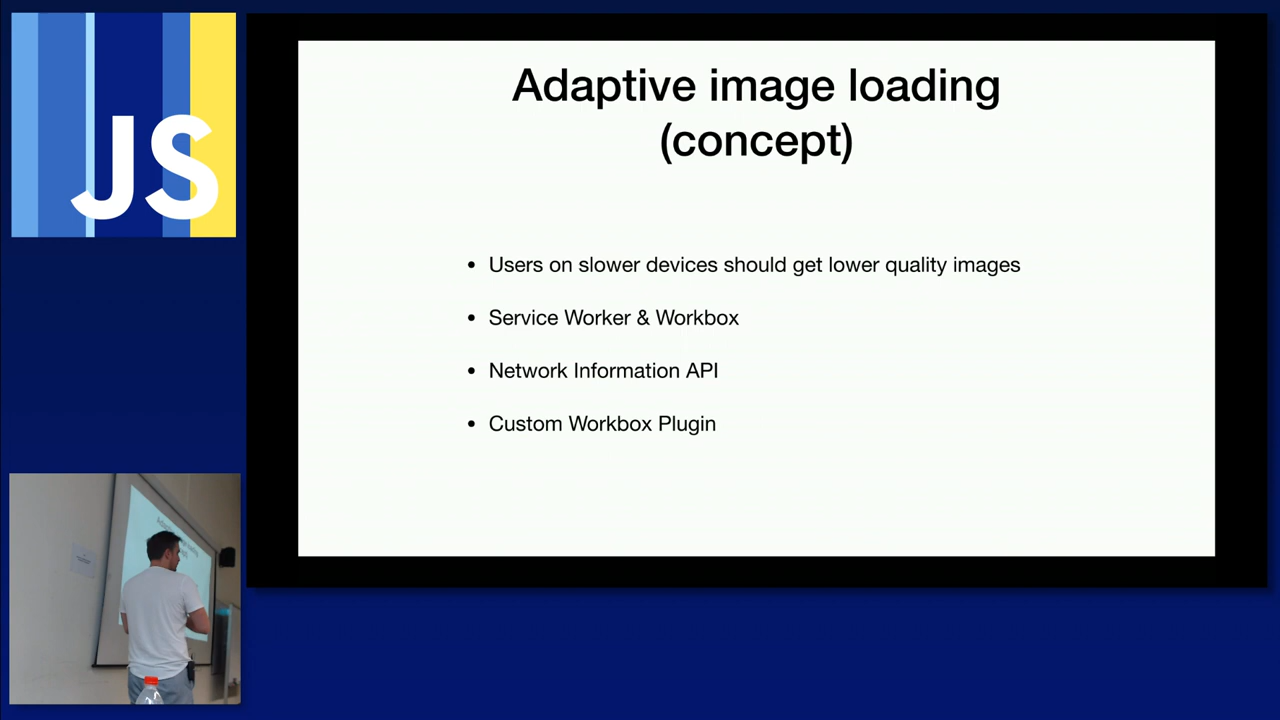 JS
Adaptive image loading
(concept)
• Users on slower devices should get lower quality images
• Service Worker & Workbox
• Network Information API
• Custom Workbox Plugin